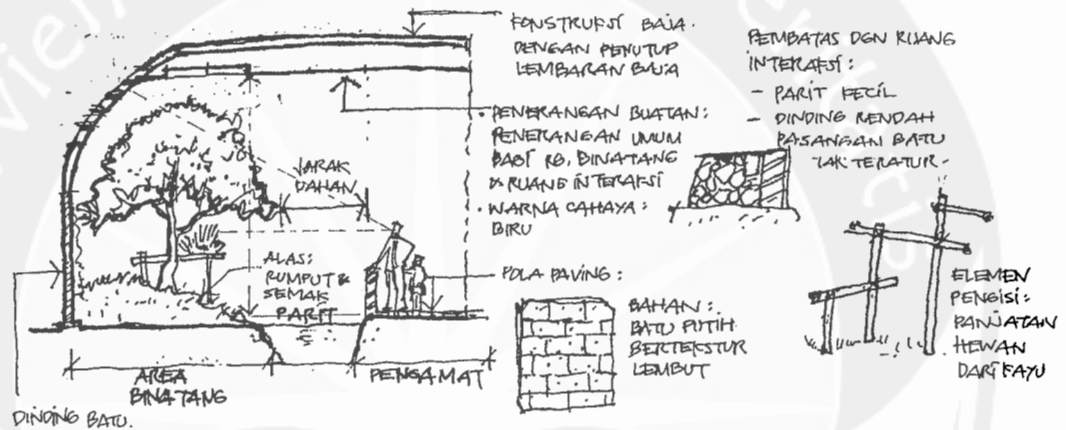 KONSTRUKSI BAJA
DENGAN PENUTUP
LEMBARAN BAJA
PENERANGAN BUATAN:
PENERANGAN UMUM
BAGI RG. BINATANG
& RUANG INTERAKSI
WARNA CAHAYA:
BIRU
PEMBATAS DGN RUANG
INTERAKSI:
- PARIT KECIL
- DINDING RENDAH
PASANGAN BATU
TAK TERATUR
JARAK
DAHAN
ALAS:
RUMPUT &
SEMAK
PARIT
POLA PAVING:
BAHAN:
BATU PUTIH
BERTEKSTUR
LEMBUT
ELEMEN
PENGISI:
PANJATAN
HEWAN
DARI KAYU
AREA
BINATANG
PENGAMAT
DINDING BATU.